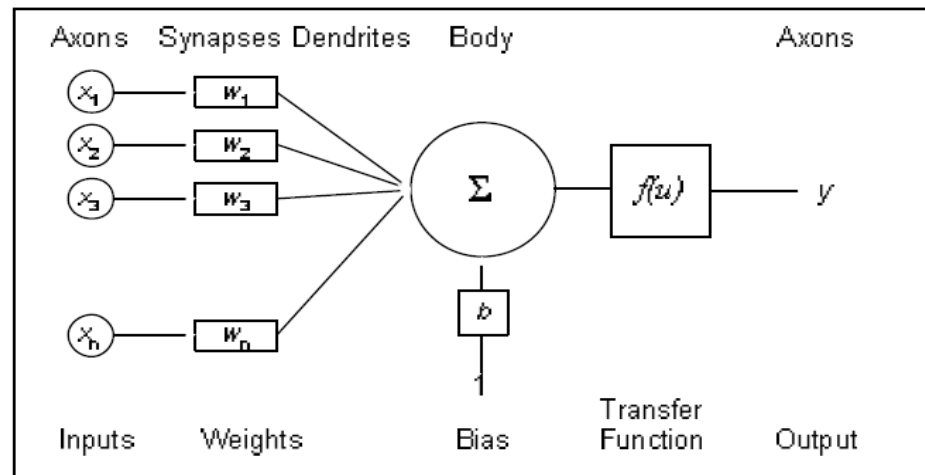 Axons Synapses Dendrites Body Axons
x₁ w₁
x₂ w₂
x₃ w₃
Σ f(u) y
xₙ wₙ
b
1
Transfer
Inputs Weights Bias Function Output